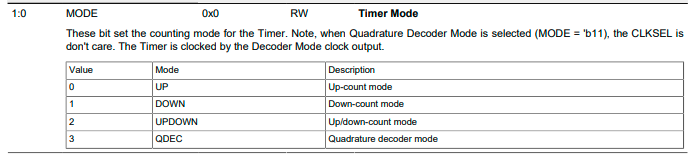 1:0 MODE 0x0 RW Timer Mode
These bit set the counting mode for the Timer. Note, when Quadrature Decoder Mode is selected (MODE = 'b11), the CLKSEL is
don't care. The Timer is clocked by the Decoder Mode clock output.
Value Mode Description
0 UP Up-count mode
1 DOWN Down-count mode
2 UPDOWN Up/down-count mode
3 QDEC Quadrature decoder mode